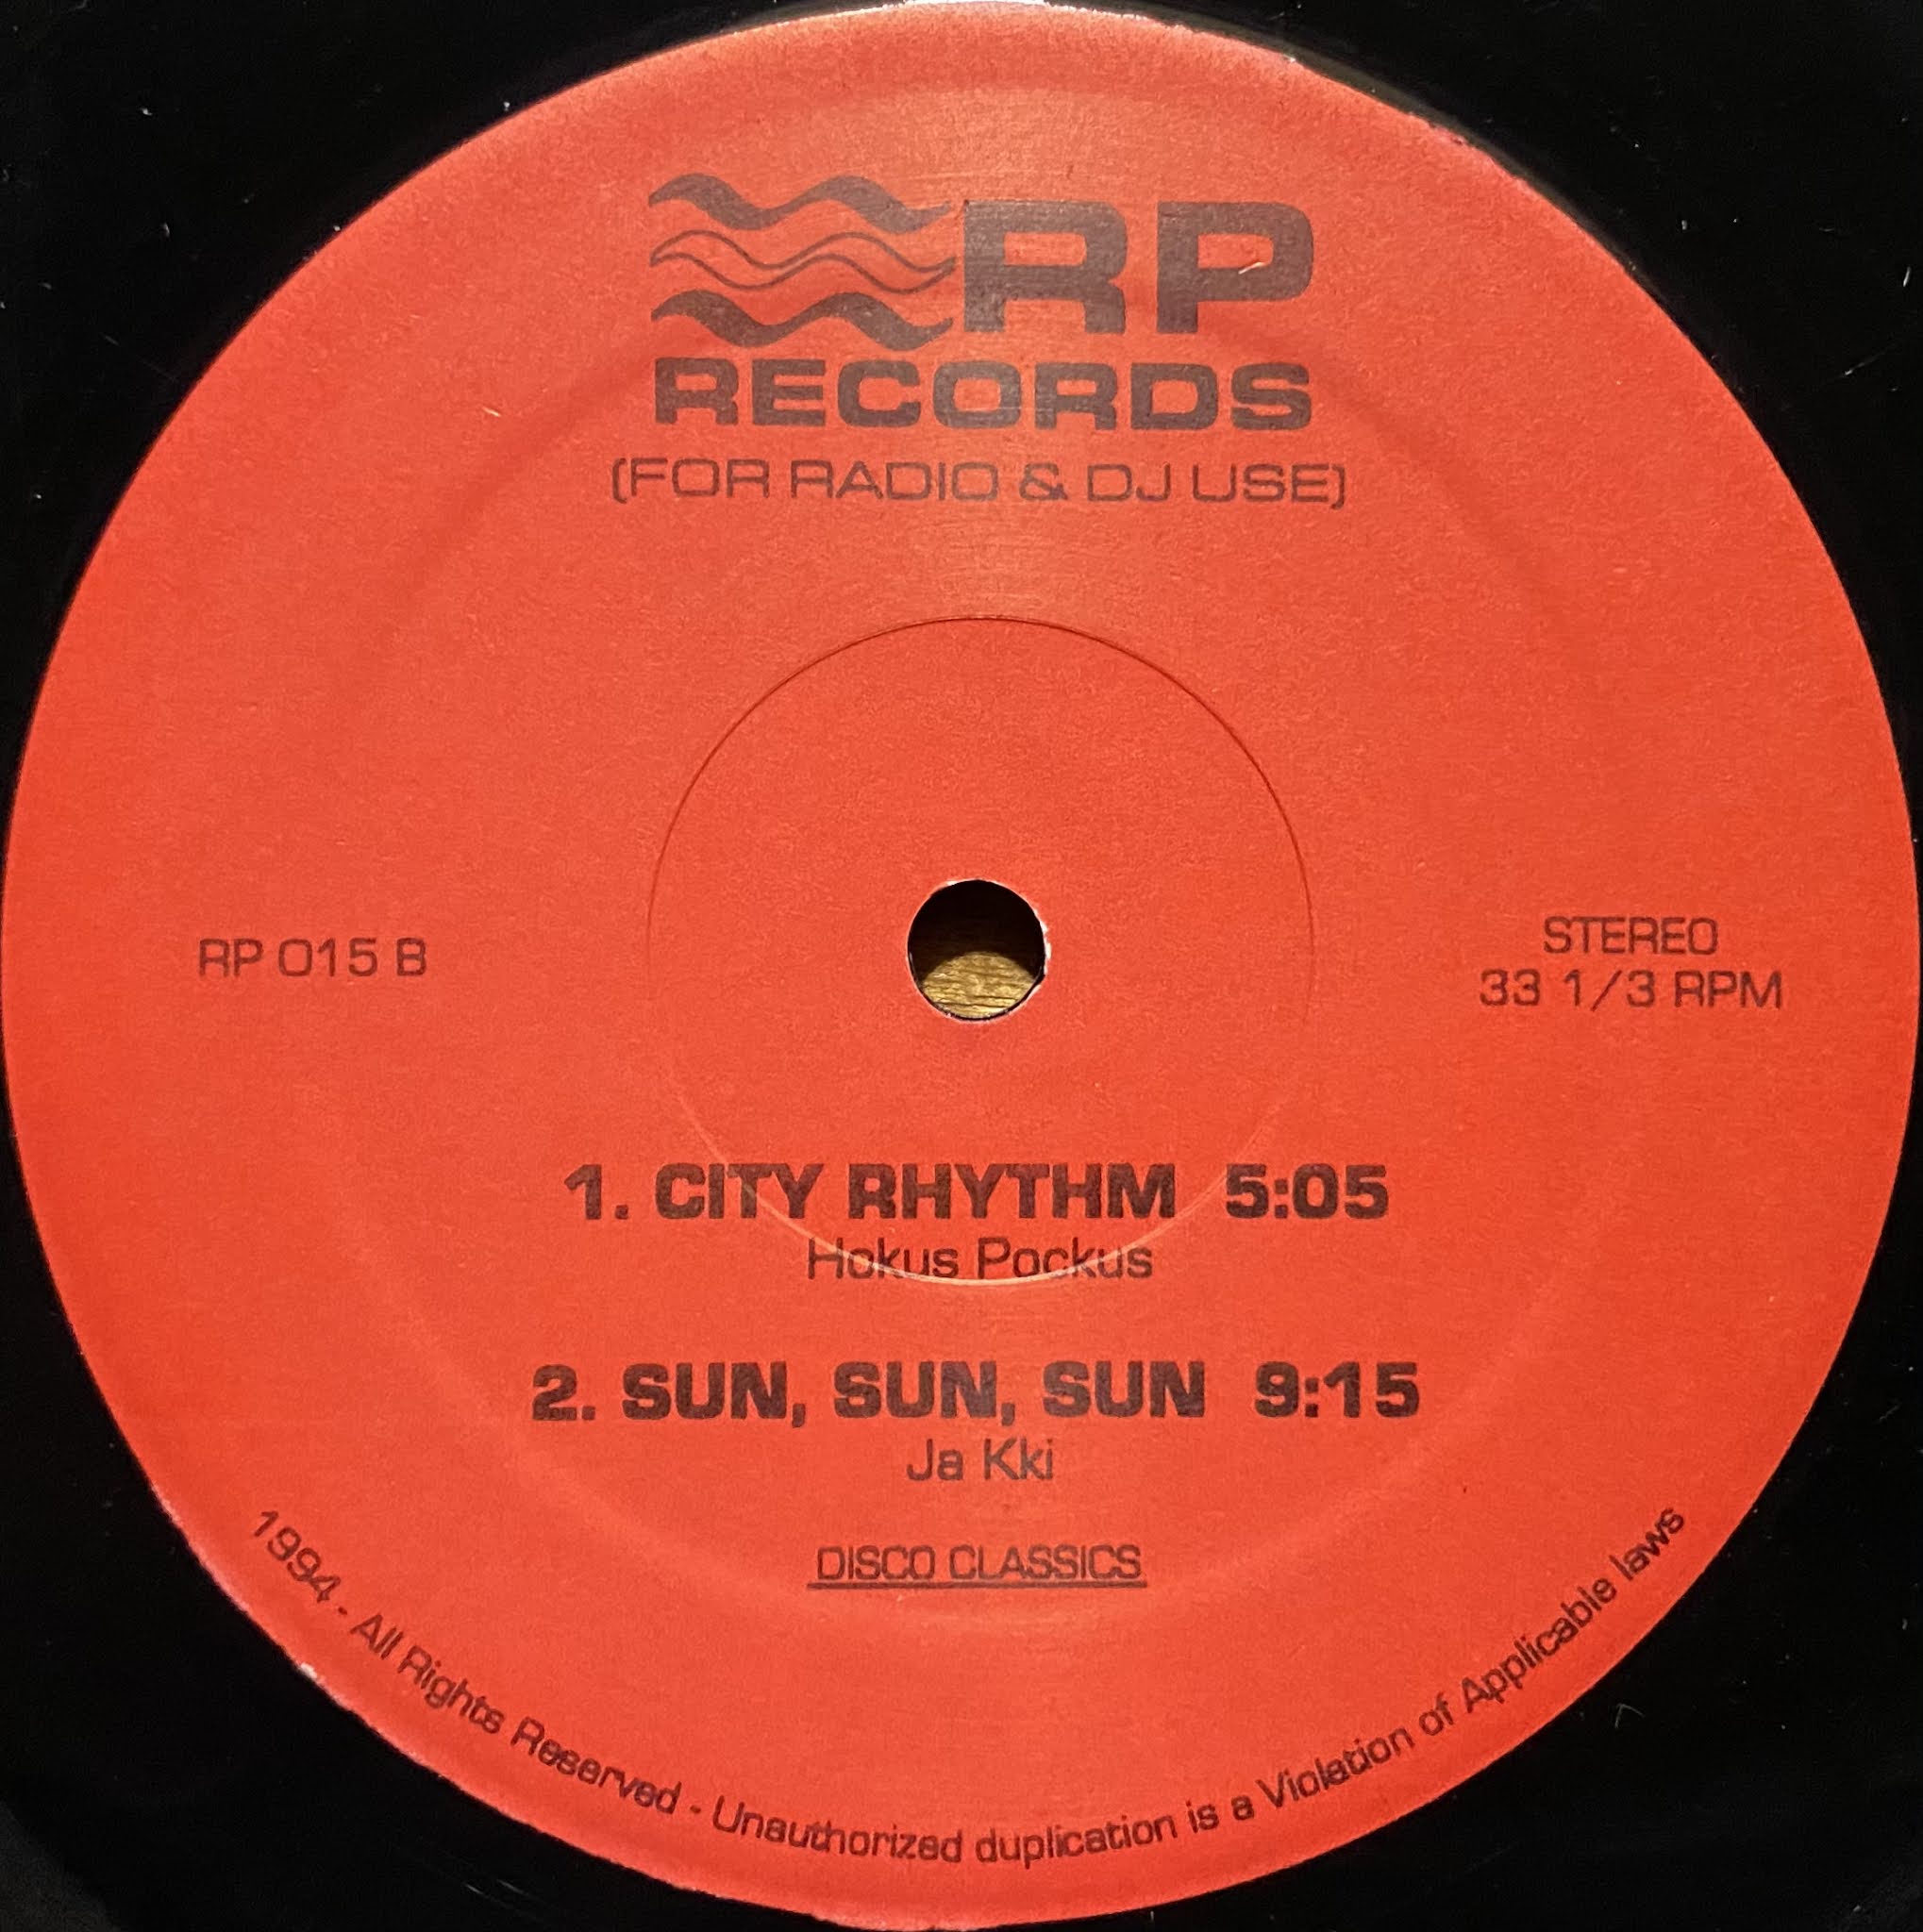 RP
RECORDS
(FOR RADIO & DJ USE)
RP 015 B
STEREO
33 1/3 RPM
1. CITY RHYTHM 5:05
Hokus Pockus
2. SUN, SUN, SUN 9:15
Ja Kki
DISCO CLASSICS
1994 - All Rights Reserved - Unauthorized duplication is a Violation of Applicable laws